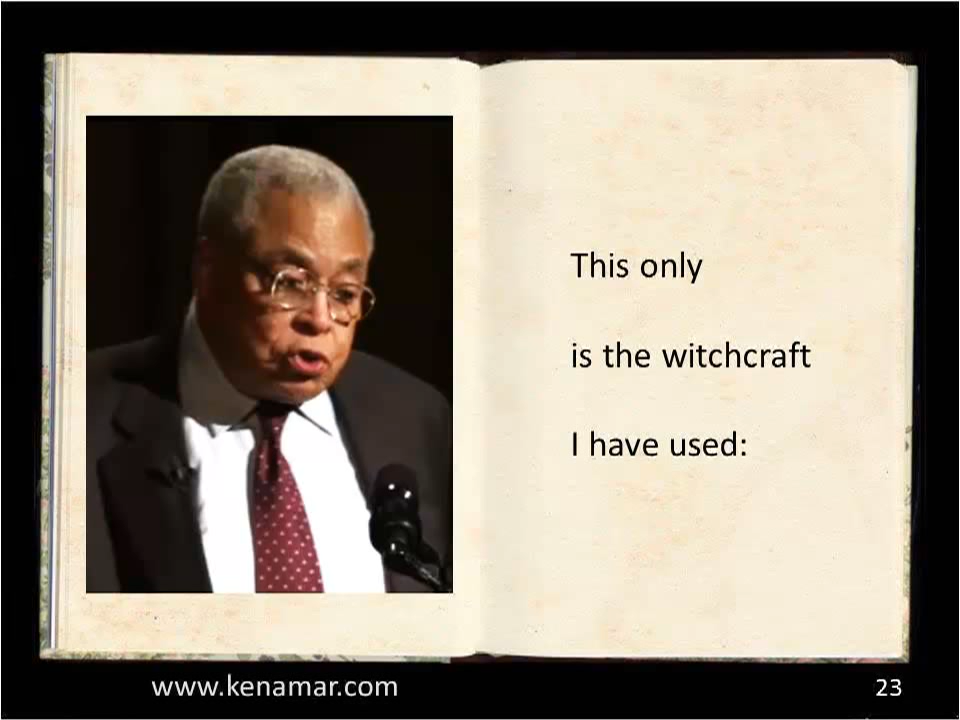 This only
is the witchcraft
I have used:
www.kenamar.com
23